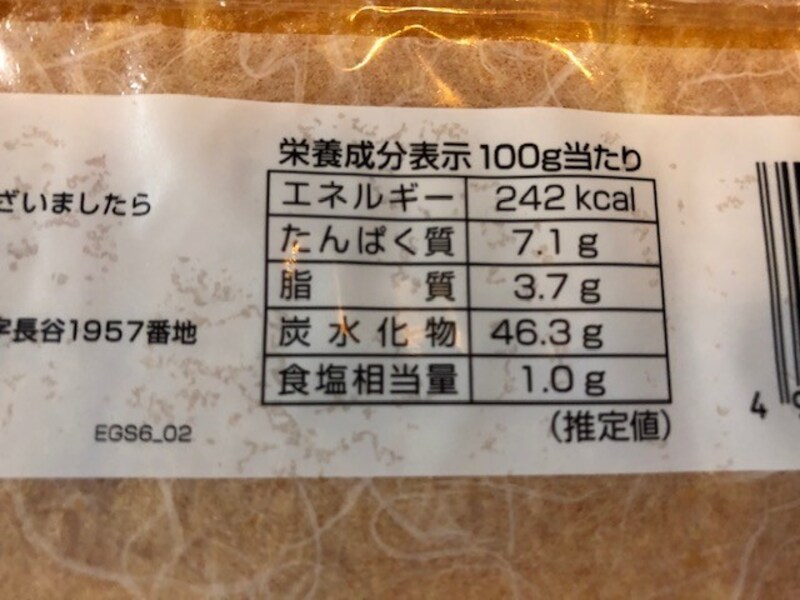 栄養成分表示 100g当たり
エネルギー 242 kcal
たんぱく質 7.1 g
脂質 3.7 g
炭水化物 46.3 g
食塩相当量 1.0 g
(推定値)
ざいましたら
字長谷1957番地
EGS6_02
4